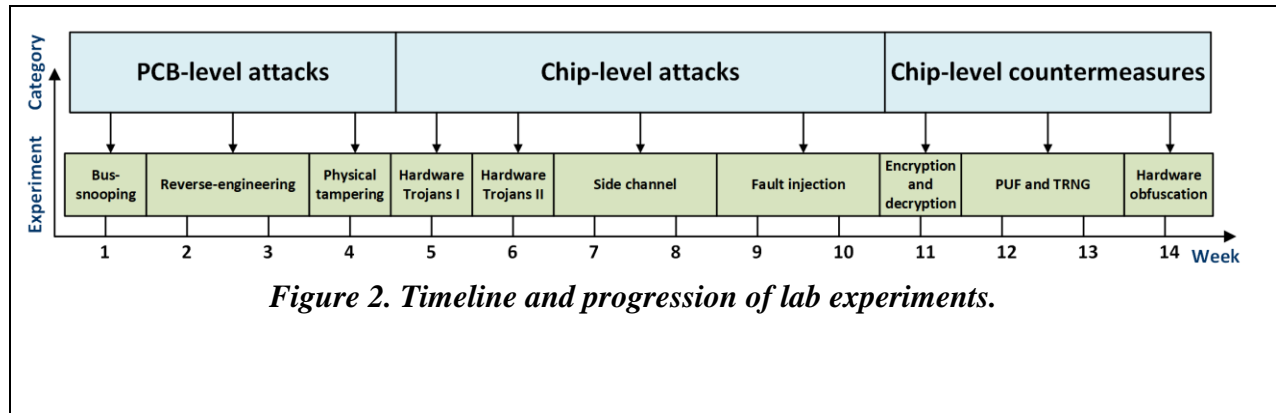 Category
PCB-level attacks
Chip-level attacks
Chip-level countermeasures
Experiment
Bus-
snooping
Reverse-engineering
Physical
tampering
Hardware
Trojans I
Hardware
Trojans II
Side channel
Fault injection
Encryption
and
decryption
PUF and TRNG
Hardware
obfuscation
1 2 3 4 5 6 7 8 9 10 11 12 13 14 Week
Figure 2. Timeline and progression of lab experiments.